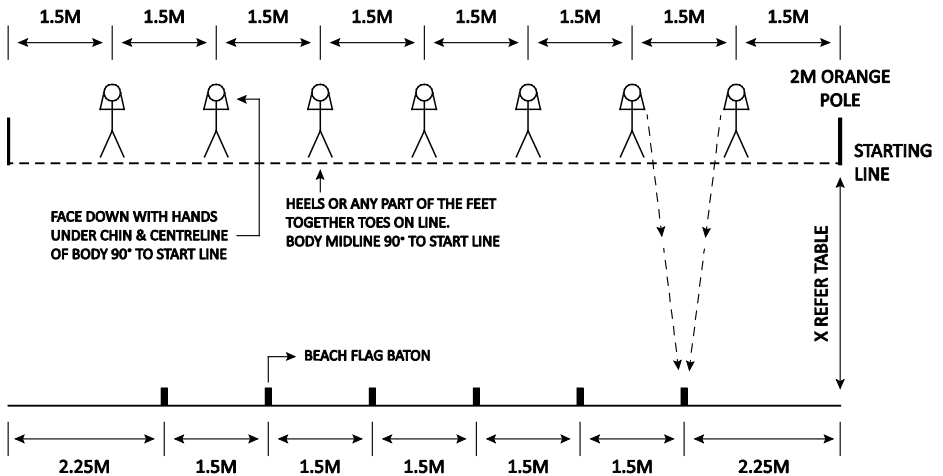 1.5M 1.5M 1.5M 1.5M 1.5M 1.5M 1.5M 1.5M
2M ORANGE
POLE
STARTING
LINE
FACE DOWN WITH HANDS
UNDER CHIN & CENTRELINE
OF BODY 90° TO START LINE
HEELS OR ANY PART OF THE FEET
TOGETHER TOES ON LINE.
BODY MIDLINE 90° TO START LINE
X REFER TABLE
BEACH FLAG BATON
2.25M 1.5M 1.5M 1.5M 1.5M 1.5M 2.25M